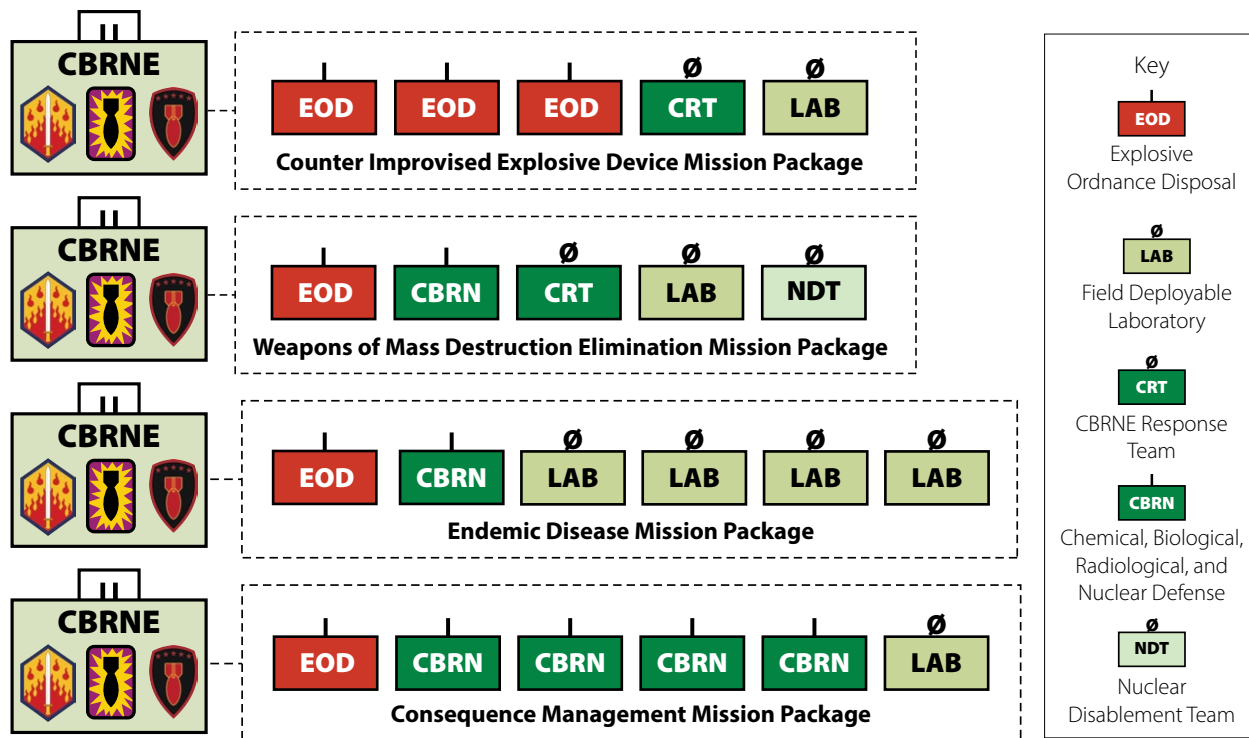 CBRNE
EOD
EOD
EOD
Ø
CRT
Ø
LAB
Counter Improvised Explosive Device Mission Package
CBRNE
EOD
CBRN
Ø
CRT
Ø
LAB
Ø
NDT
Weapons of Mass Destruction Elimination Mission Package
CBRNE
EOD
CBRN
Ø
LAB
Ø
LAB
Ø
LAB
Ø
LAB
Endemic Disease Mission Package
CBRNE
EOD
CBRN
CBRN
CBRN
CBRN
Ø
LAB
Consequence Management Mission Package
Key
EOD
Explosive
Ordnance Disposal
Ø
LAB
Field Deployable
Laboratory
Ø
CRT
CBRNE Response
Team
CBRN
Chemical, Biological,
Radiological, and
Nuclear Defense
Ø
NDT
Nuclear
Disablement Team